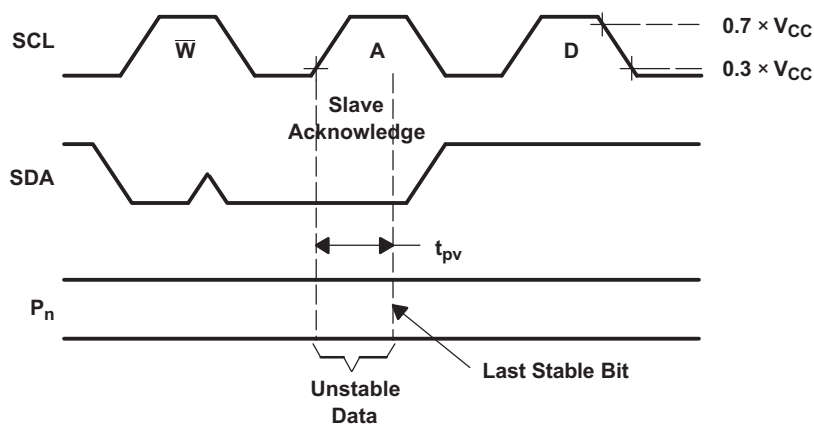 SCL
W̅
A
D
0.7 × VCC
0.3 × VCC
Slave
Acknowledge
SDA
tpv
Pn
Last Stable Bit
Unstable
Data